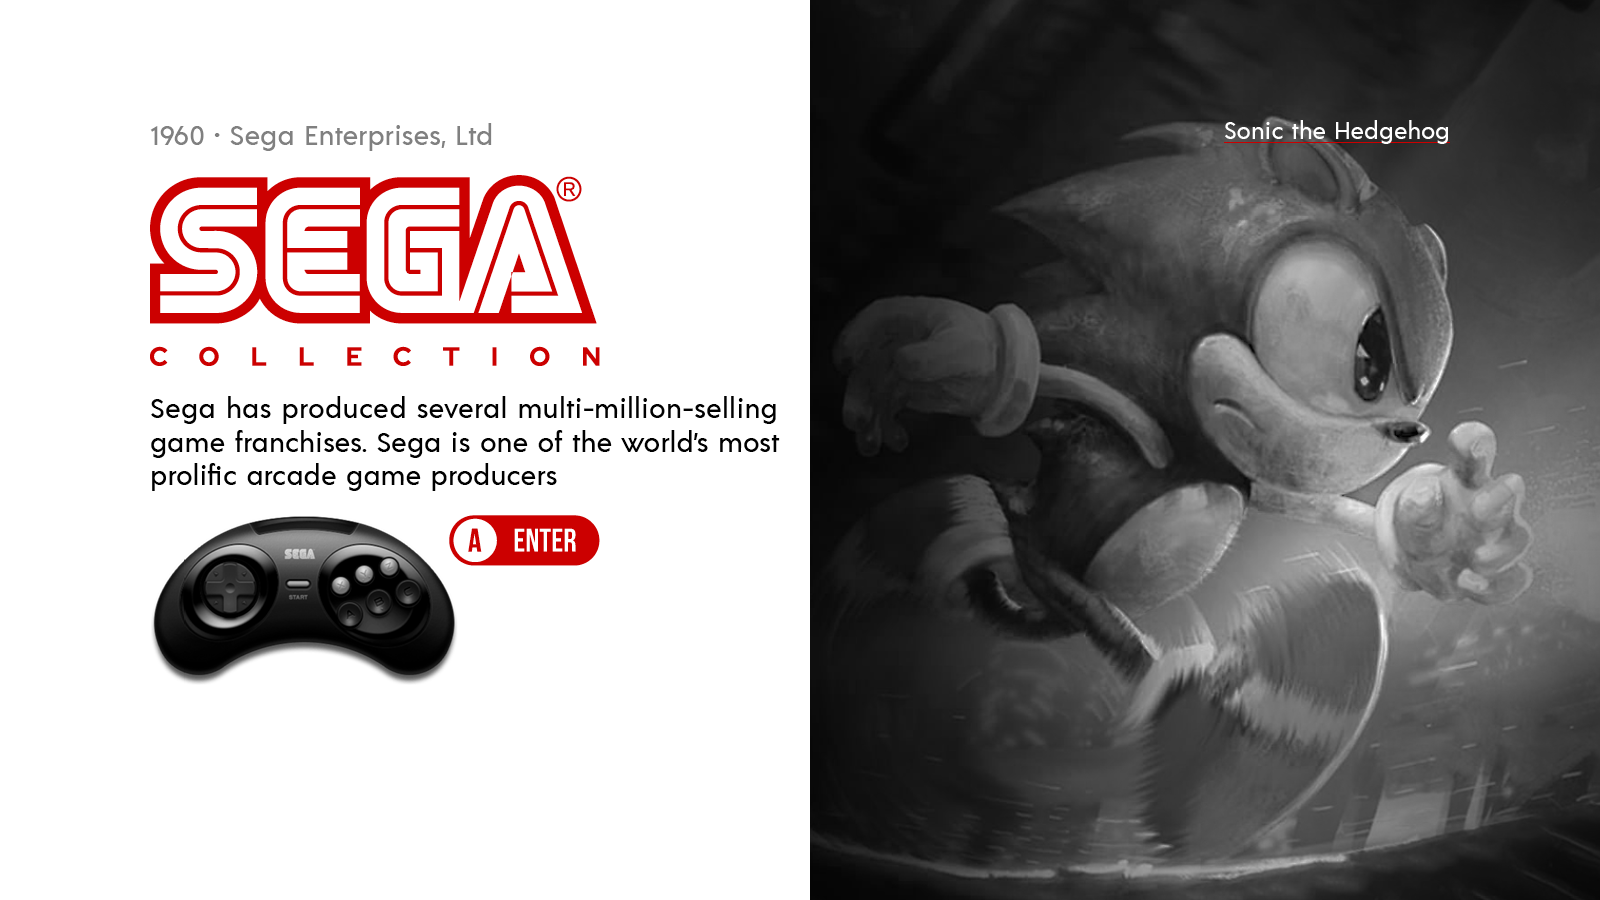 1960 · Sega Enterprises, Ltd
SEGA®
COLLECTION
Sega has produced several multi-million-selling
game franchises. Sega is one of the world's most
prolific arcade game producers
A ENTER
SEGA
START
Sonic the Hedgehog